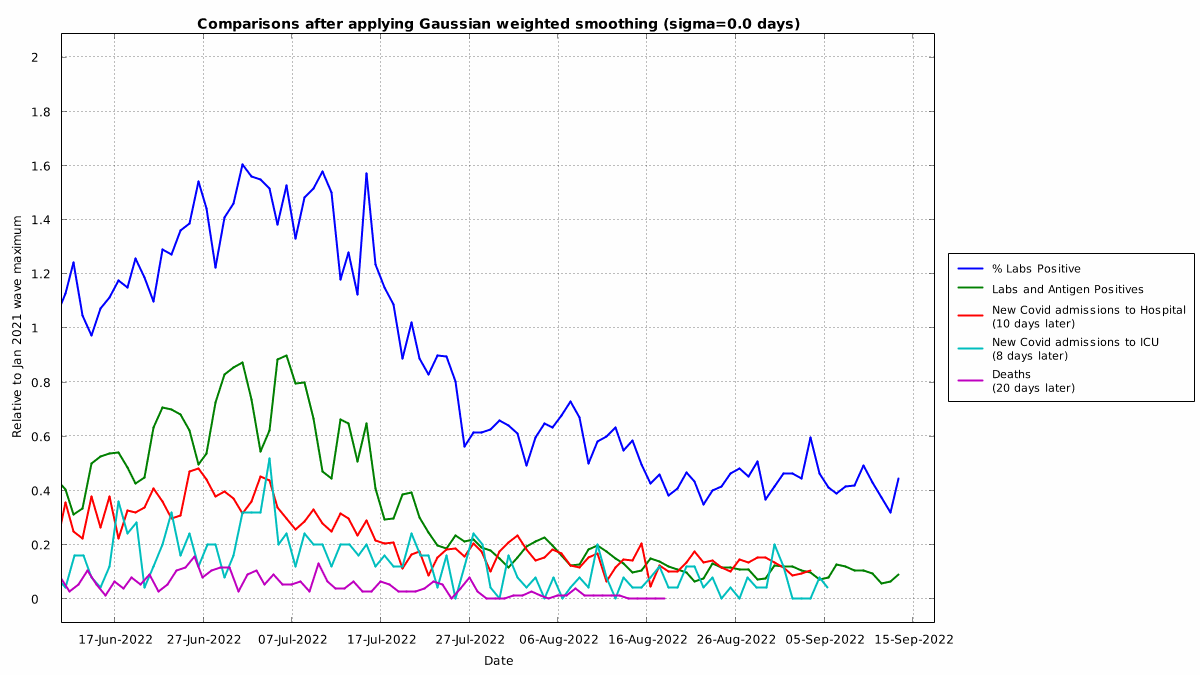 Comparisons after applying Gaussian weighted smoothing (sigma=0.0 days)
Relative to Jan 2021 wave maximum
2
1.8
1.6
1.4
1.2
1
0.8
0.6
0.4
0.2
0
17-Jun-2022 27-Jun-2022 07-Jul-2022 17-Jul-2022 27-Jul-2022 06-Aug-2022 16-Aug-2022 26-Aug-2022 05-Sep-2022 15-Sep-2022
Date
% Labs Positive
Labs and Antigen Positives
New Covid admissions to Hospital
(10 days later)
New Covid admissions to ICU
(8 days later)
Deaths
(20 days later)